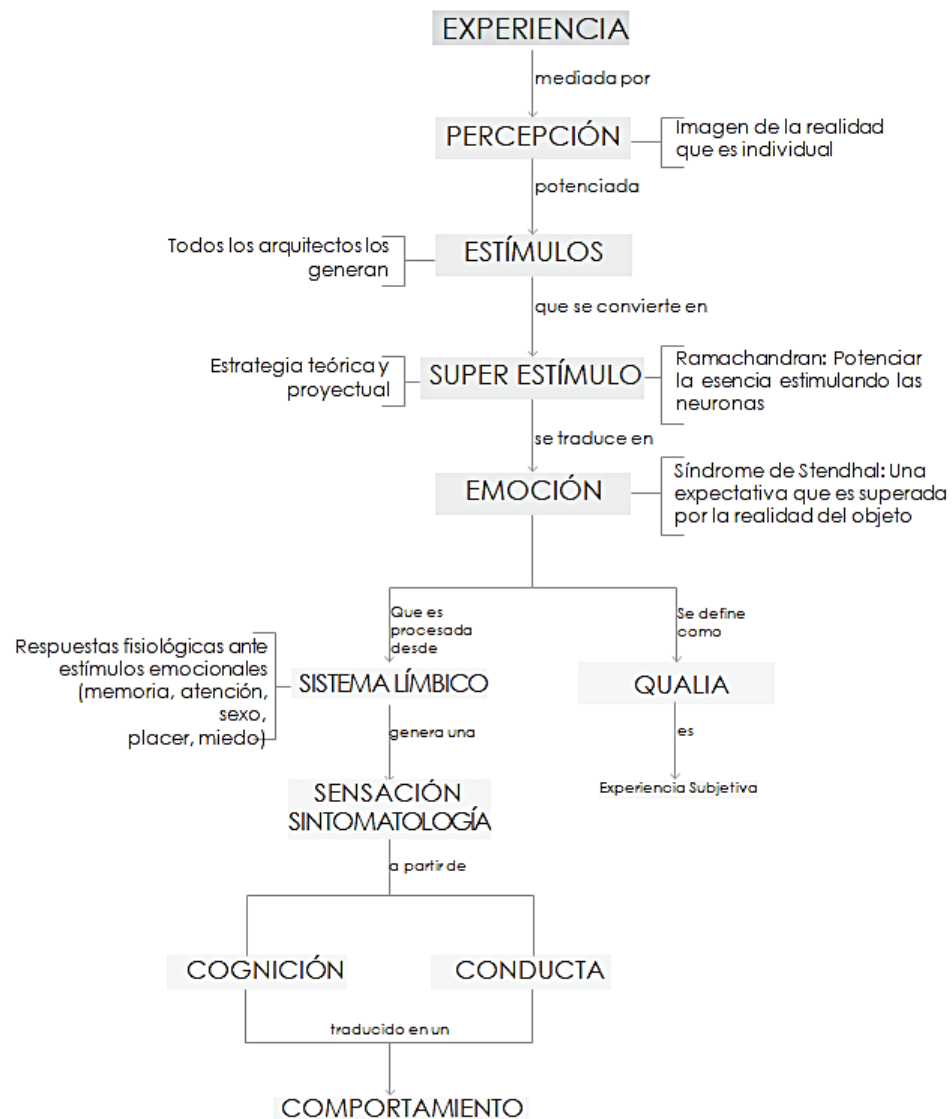 EXPERIENCIA
mediada por
PERCEPCIÓN
Imagen de la realidad
que es individual
potenciada
Todos los arquitectos los
generan
ESTÍMULOS
que se convierte en
Estrategia teórica y
proyectual
SUPER ESTÍMULO
Ramachandran: Potenciar
la esencia estimulando las
neuronas
se traduce en
EMOCIÓN
Síndrome de Stendhal: Una
expectativa que es superada
por la realidad del objeto
Que es
procesada
desde
Se define
como
Respuestas fisiológicas ante
estímulos emocionales
(memoria, atención,
sexo,
placer, miedo)
SISTEMA LÍMBICO
QUALIA
genera una
es
SENSACIÓN
SINTOMATOLOGÍA
Experiencia Subjetiva
a partir de
COGNICIÓN
CONDUCTA
traducido en un
COMPORTAMIENTO